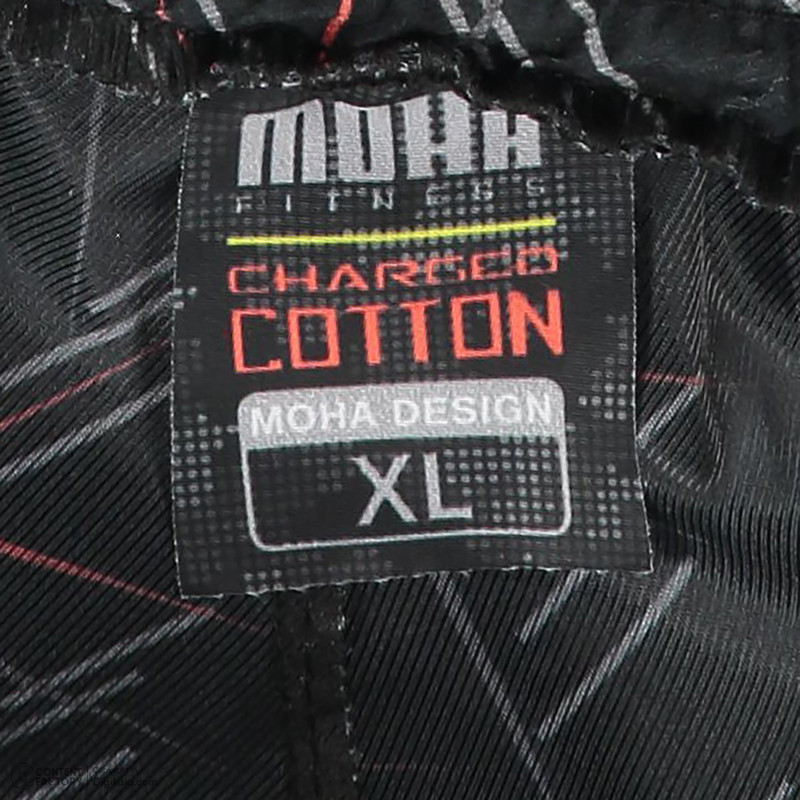 MOHA
FITNESS
CHARGED
COTTON
MOHA DESIGN
XL